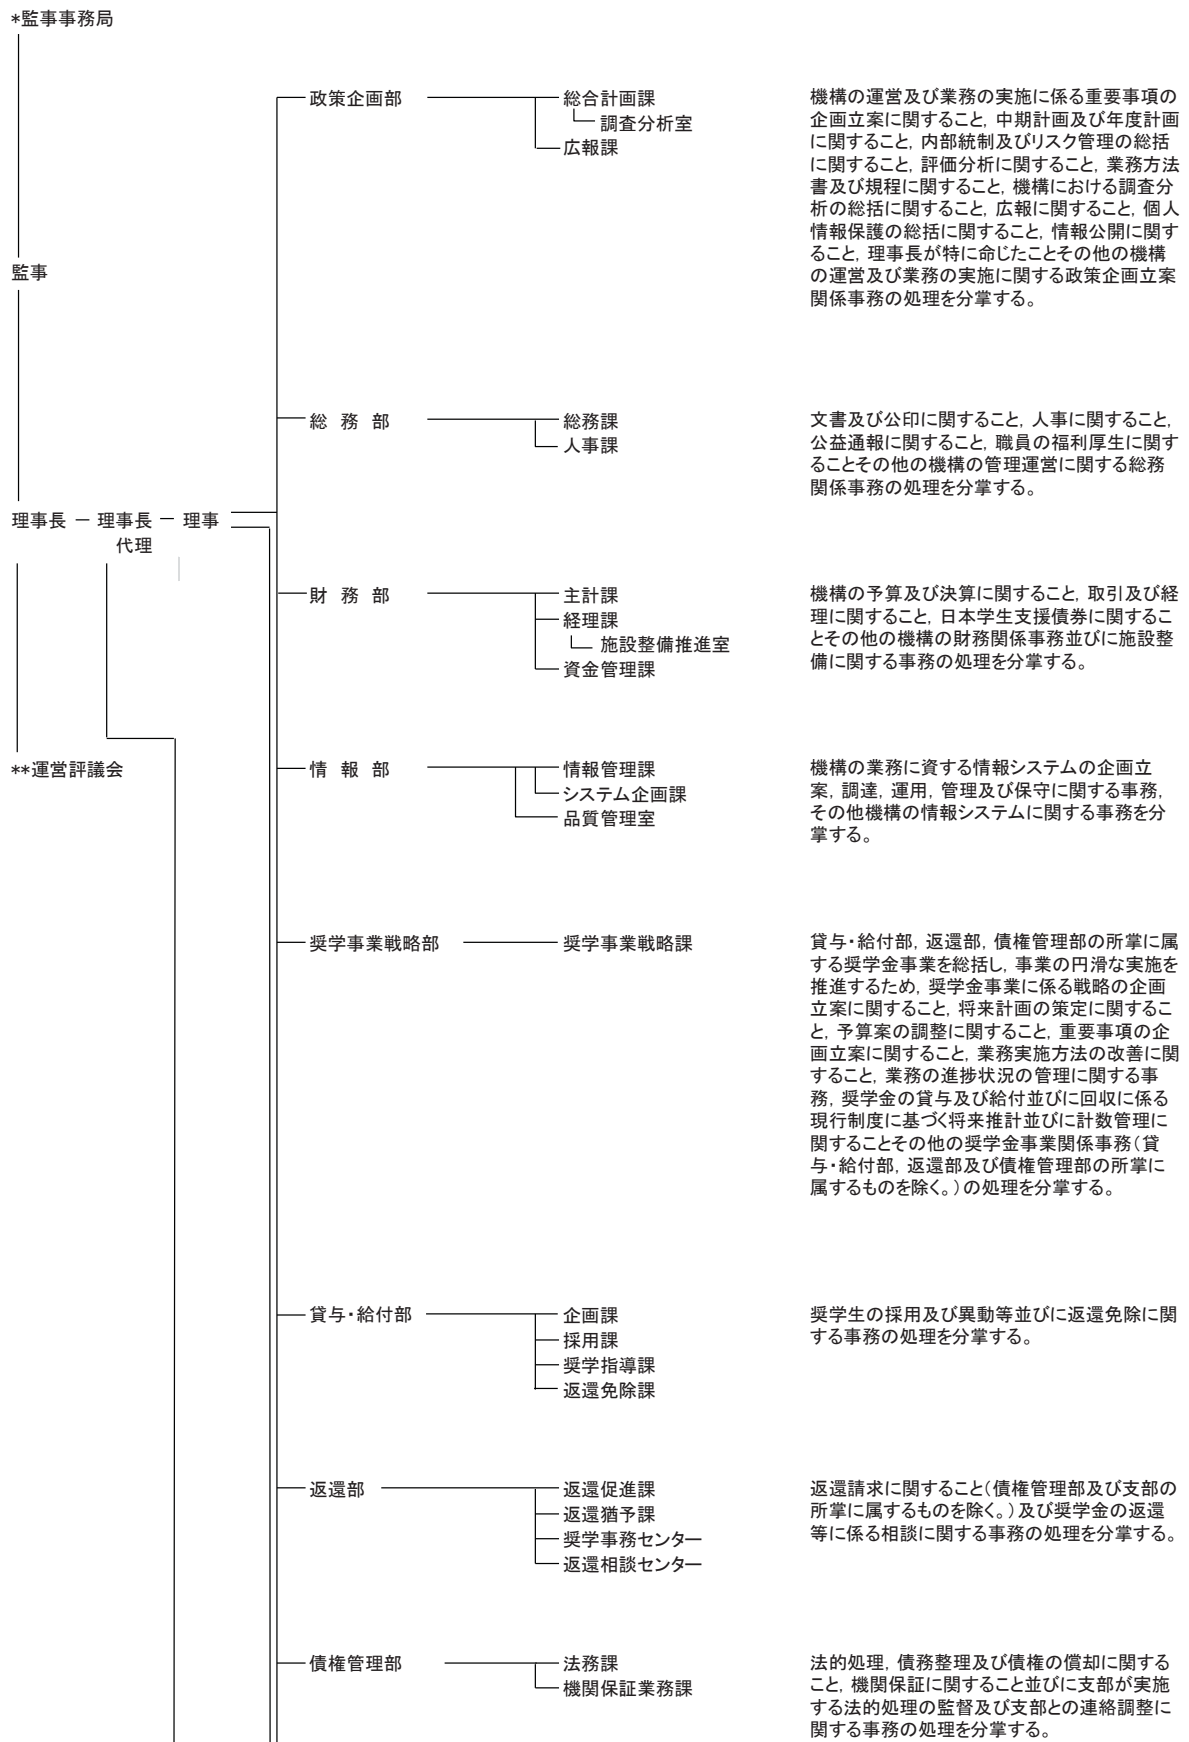 *監事事務局
政策企画部
総合計画課
調査分析室
広報課
機構の運営及び業務の実施に係る重要事項の
企画立案に関すること, 中期計画及び年度計画
に関すること, 内部統制及びリスク管理の総括
に関すること, 評価分析に関すること, 業務方法
書及び規程に関すること, 機構における調査分
析の総括に関すること, 広報に関すること, 個人
情報保護の総括に関すること, 情報公開に関す
ること, 理事長が特に命じたことその他の機構
の運営及び業務の実施に関する政策企画立案
関係事務の処理を分掌する。
監事
総 務 部
総務課
人事課
文書及び公印に関すること, 人事に関すること,
公益通報に関すること, 職員の福利厚生に関す
ることその他の機構の管理運営に関する総務
関係事務の処理を分掌する。
理事長 － 理事長 － 理事
代理
財 務 部
主計課
経理課
施設整備推進室
資金管理課
機構の予算及び決算に関すること, 取引及び経
理に関すること, 日本学生支援債券に関するこ
とその他の機構の財務関係事務並びに施設整
備に関する事務の処理を分掌する。
**運営評議会
情 報 部
情報管理課
システム企画課
品質管理室
機構の業務に資する情報システムの企画立
案, 調達, 運用, 管理及び保守に関する事務,
その他機構の情報システムに関する事務を分
掌する。
奨学事業戦略部
奨学事業戦略課
貸与・給付部, 返還部, 債権管理部の所掌に属
する奨学金事業を総括し, 事業の円滑な実施を
推進するため, 奨学金事業に係る戦略の企画
立案に関すること, 将来計画の策定に関するこ
と, 予算案の調整に関すること, 重要事項の企
画立案に関すること, 業務実施方法の改善に関
すること, 業務の進捗状況の管理に関する事
務, 奨学金の貸与及び給付並びに回収に係る
現行制度に基づく将来推計並びに計数管理に
関することその他の奨学金事業関係事務(貸
与・給付部, 返還部及び債権管理部の所掌に
属するものを除く。)の処理を分掌する。
貸与・給付部
企画課
採用課
奨学指導課
返還免除課
奨学生の採用及び異動等並びに返還免除に関
する事務の処理を分掌する。
返還部
返還促進課
返還猶予課
奨学事務センター
返還相談センター
返還請求に関すること(債権管理部及び支部の
所掌に属するものを除く。)及び奨学金の返還
等に係る相談に関する事務の処理を分掌する。
債権管理部
法務課
機関保証業務課
法的処理, 債務整理及び債権の償却に関する
こと, 機関保証に関すること並びに支部が実施
する法的処理の監督及び支部との連絡調整に
関する事務の処理を分掌する。